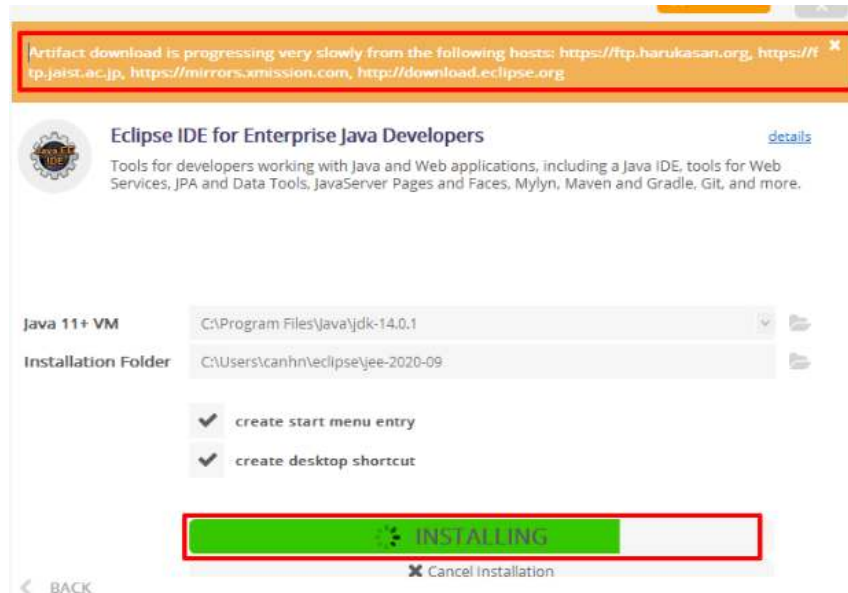 Artifact download is progressing very slowly from the following hosts: https://ftp.harukasan.org, https://f
tp.jaist.ac.jp, https://mirrors.xmission.com, http://download.eclipse.org
Java EE
IDE
Eclipse IDE for Enterprise Java Developers
details
Tools for developers working with Java and Web applications, including a Java IDE, tools for Web
Services, JPA and Data Tools, JavaServer Pages and Faces, Mylyn, Maven and Gradle, Git, and more.
Java 11+ VM
C:\Program Files\Java\jdk-14.0.1
Installation Folder
C:\Users\canhn\eclipse\jee-2020-09
create start menu entry
create desktop shortcut
INSTALLING
Cancel Installation
BACK